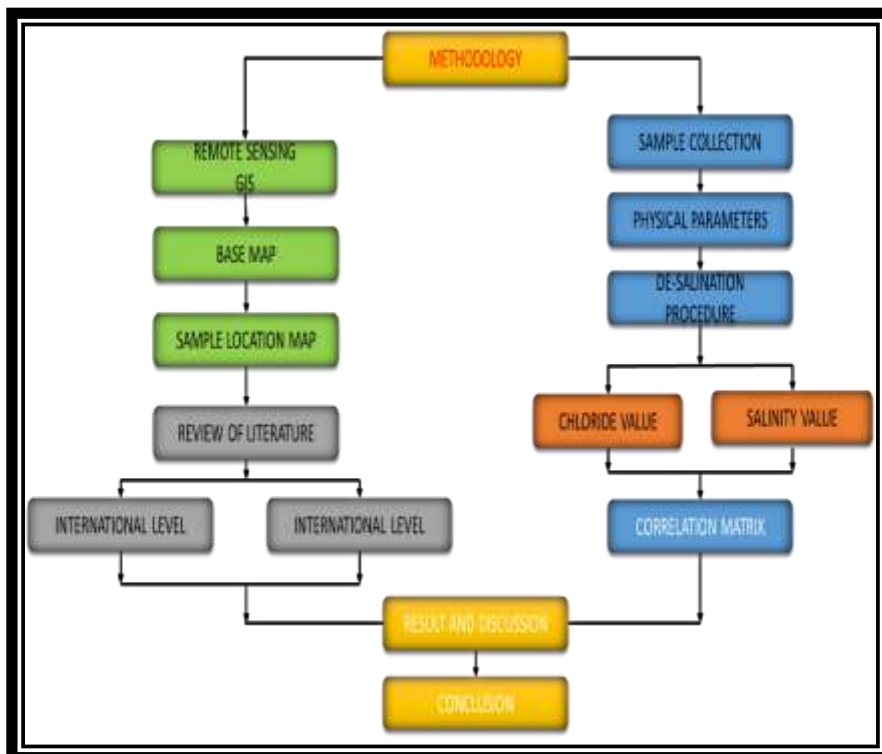 METHODOLOGY
REMOTE SENSING
GIS
BASE MAP
SAMPLE LOCATION MAP
REVIEW OF LITERATURE
INTERNATIONAL LEVEL
INTERNATIONAL LEVEL
SAMPLE COLLECTION
PHYSICAL PARAMETERS
DE-SALINATION
PROCEDURE
CHLORIDE VALUE
SALINITY VALUE
CORRELATION MATRIX
RESULT AND DISCUSSION
CONCLUSION